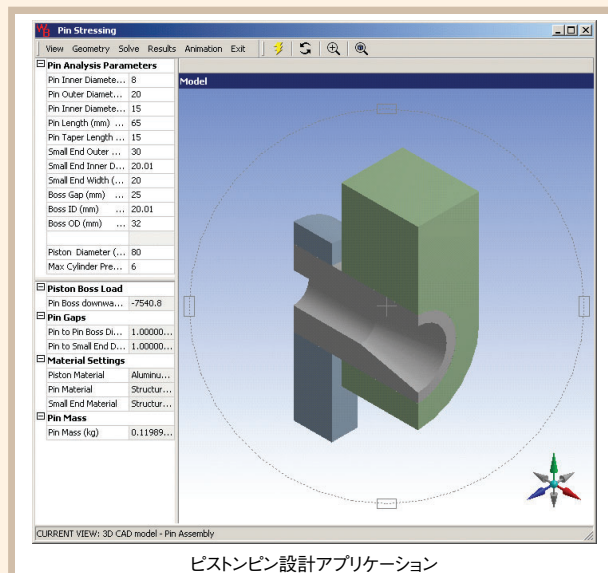 Pin Stressing
View Geometry Solve Results Animation Exit
Pin Analysis Parameters
Pin Inner Diamete... 8
Pin Outer Diamet... 20
Pin Inner Diamete... 15
Pin Length (mm) ... 65
Pin Taper Length ... 15
Small End Outer ... 30
Small End Inner D... 20.01
Small End Width (... 20
Boss Gap (mm) ... 25
Boss ID (mm) ... 20.01
Boss OD (mm) ... 32
Piston Diameter (... 80
Max Cylinder Pre... 6
Piston Boss Load
Pin Boss downwa... -7540.8
Pin Gaps
Pin to Pin Boss Di... 1.00000...
Pin to Small End D... 1.00000...
Material Settings
Piston Material Aluminu...
Pin Material Structur...
Small End Material Structur...
Pin Mass
Pin Mass (kg) 0.11989...
Model
CURRENT VIEW: 3D CAD model - Pin Assembly
ピストンピン設計アプリケーション